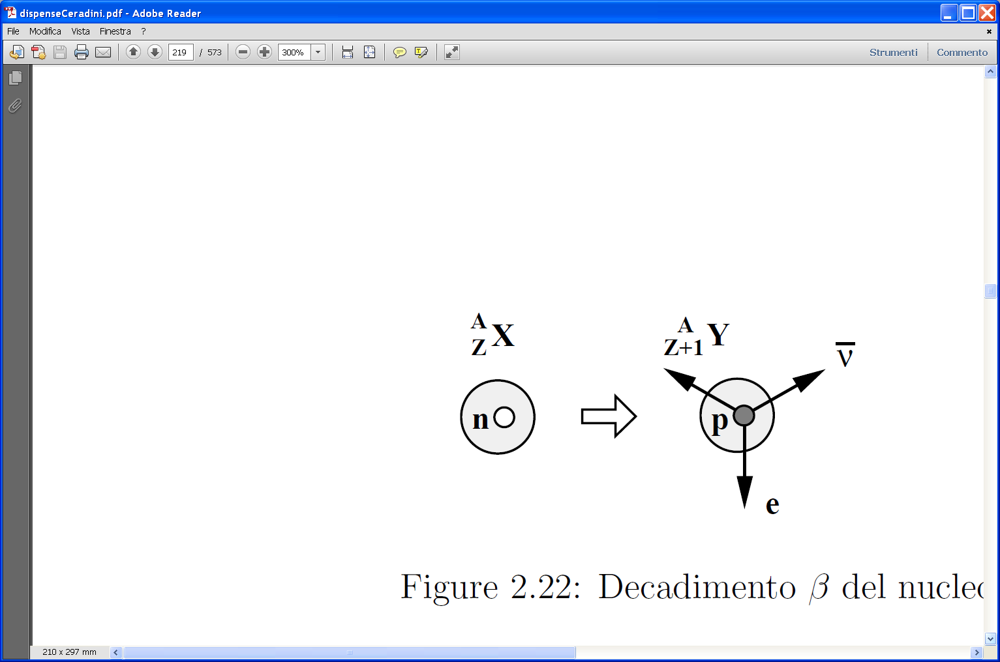 dispenseCeradini.pdf - Adobe Reader
File Modifica Vista Finestra ?
219 / 573 300% Strumenti Commento
A
Z X
A
Z+1 Y
ν̅
n
p
e
Figure 2.22: Decadimento β del nucleo
210 x 297 mm